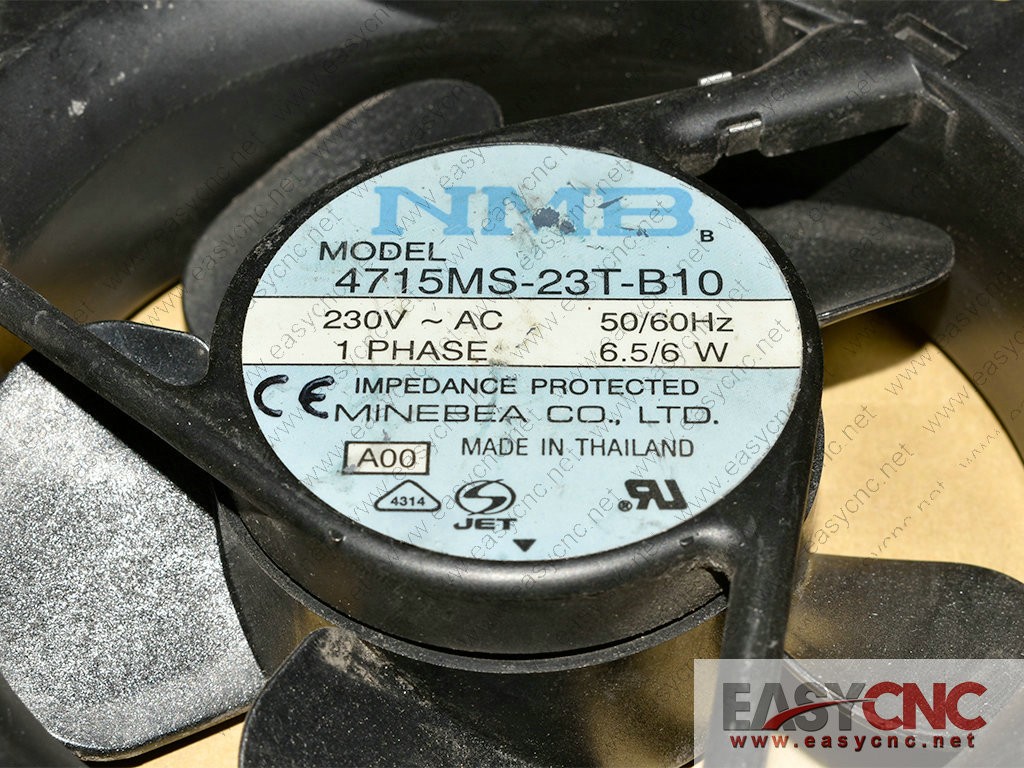 NMB
B
MODEL
4715MS-23T-B10
230V ~ AC 50/60Hz
1 PHASE 6.5/6 W
CE IMPEDANCE PROTECTED
MINEBEA CO., LTD.
A00 MADE IN THAILAND
4314 JET ® RU
EASYCNC
www.easycnc.net